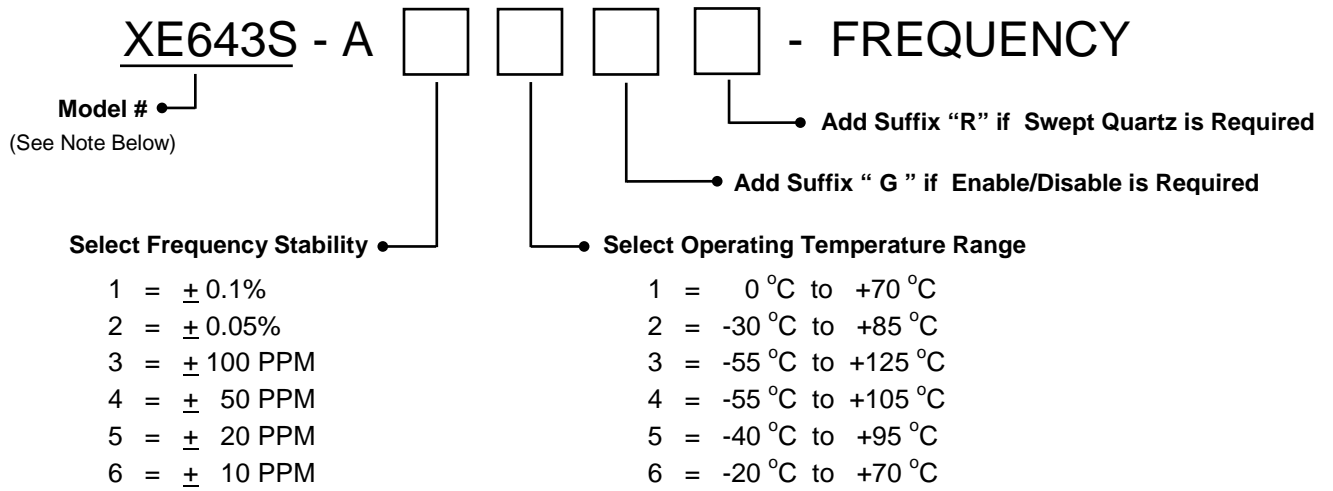 XE643S - A - FREQUENCY
Model #
(See Note Below)
Add Suffix “R” if Swept Quartz is Required
Add Suffix “ G ” if Enable/Disable is Required
Select Frequency Stability
1 = ± 0.1%
2 = ± 0.05%
3 = ± 100 PPM
4 = ± 50 PPM
5 = ± 20 PPM
6 = ± 10 PPM
Select Operating Temperature Range
1 = 0 °C to +70 °C
2 = -30 °C to +85 °C
3 = -55 °C to +125 °C
4 = -55 °C to +105 °C
5 = -40 °C to +95 °C
6 = -20 °C to +70 °C